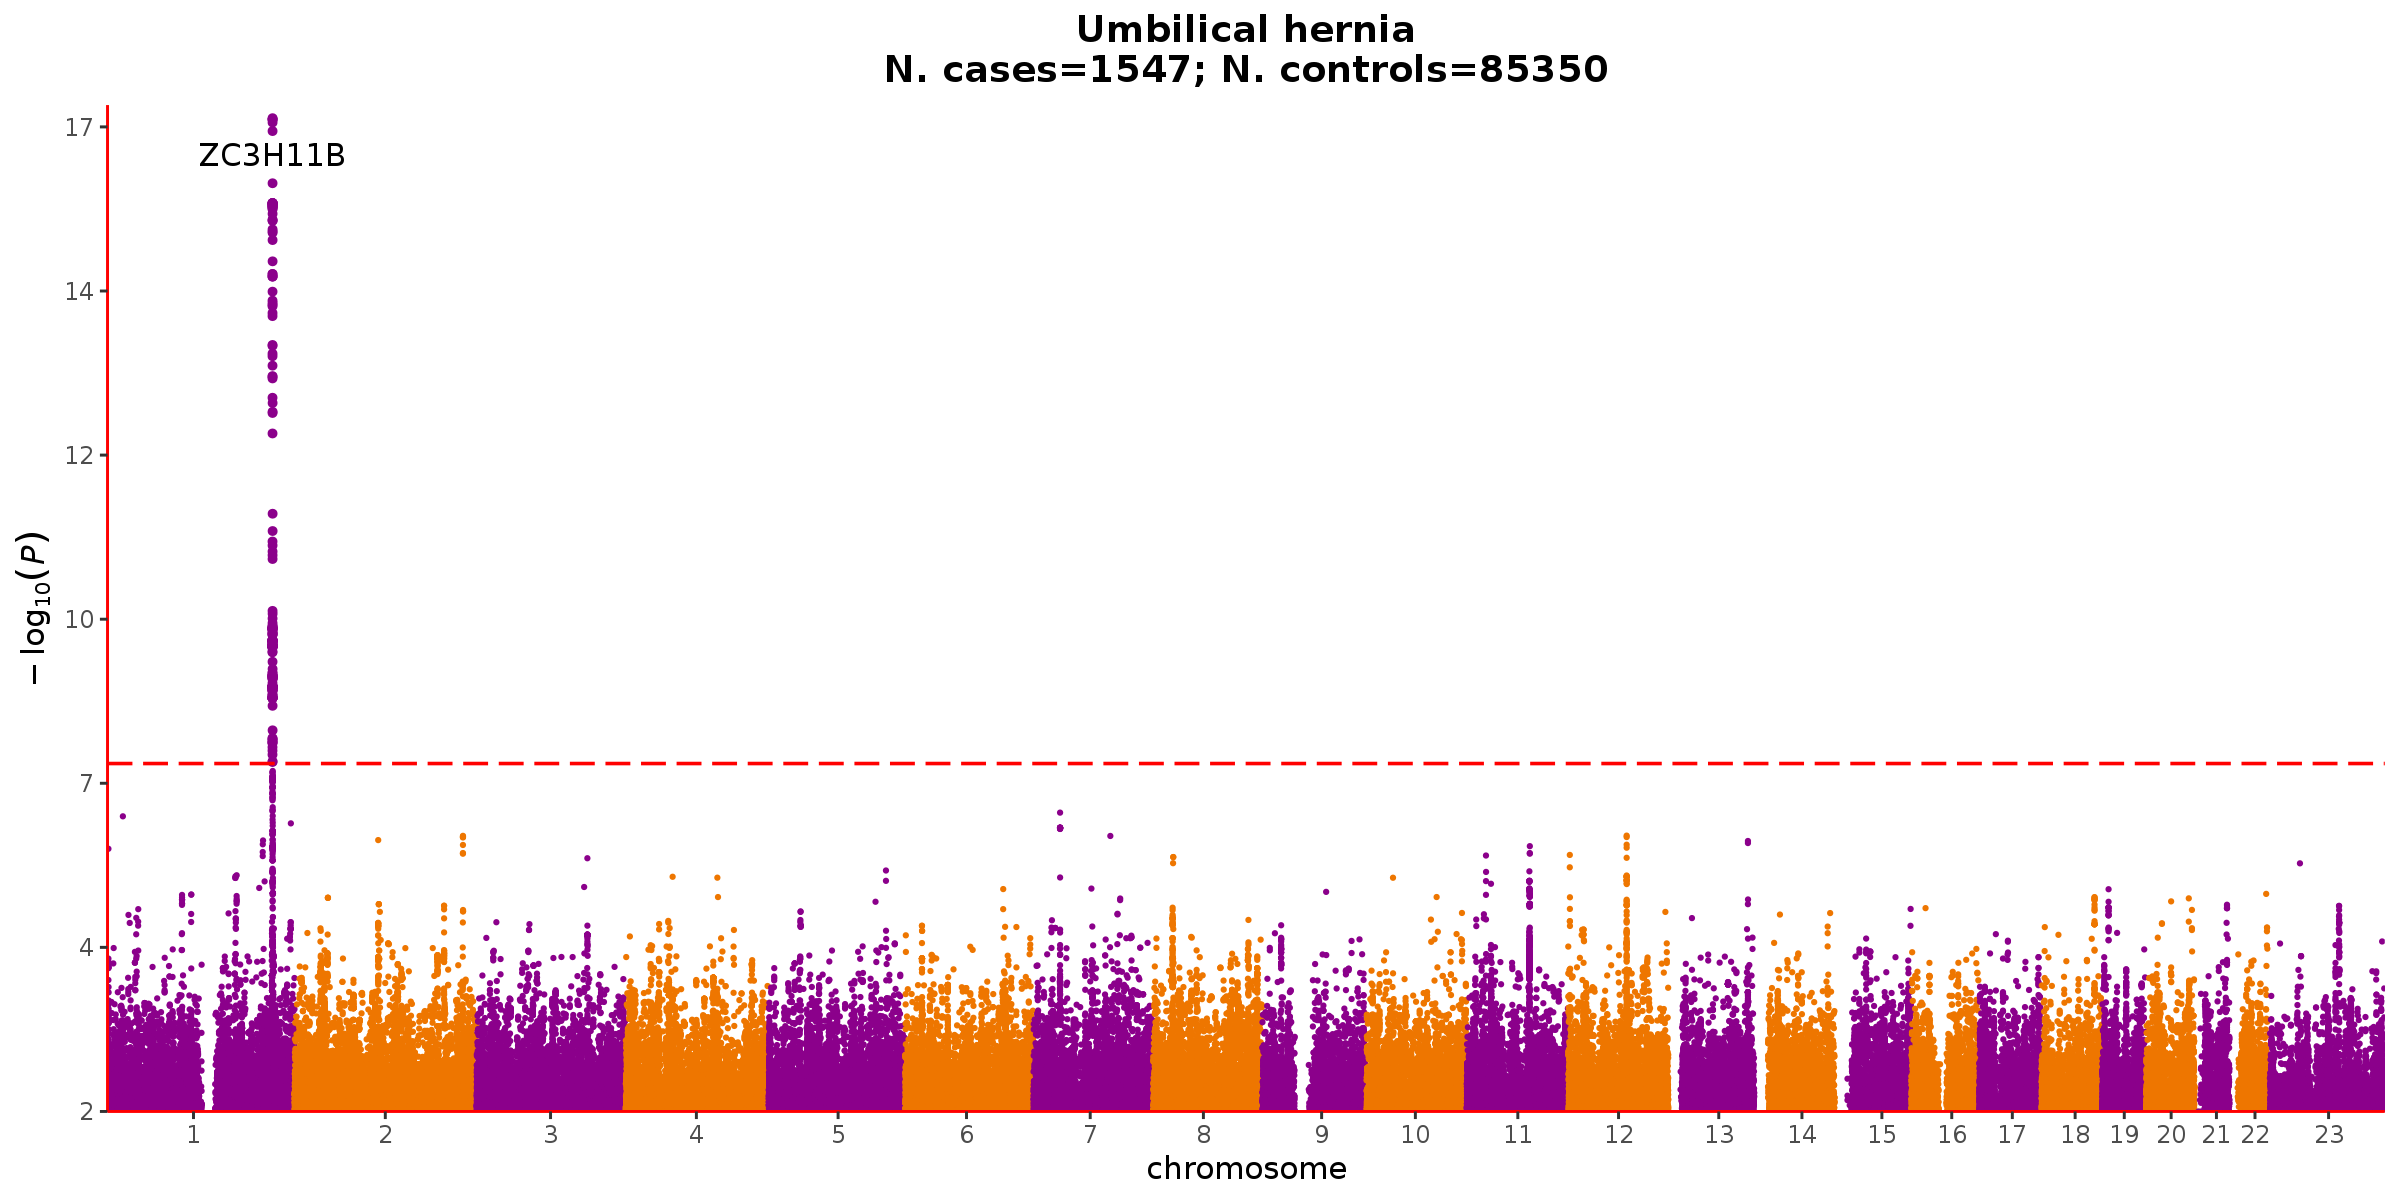 Umbilical hernia
N. cases=1547; N. controls=85350
17
ZC3H11B
14
12
10
7
4
2
−log10(P)
1 2 3 4 5 6 7 8 9 10 11 12 13 14 15 16 17 18 19 20 21 22 23
chromosome